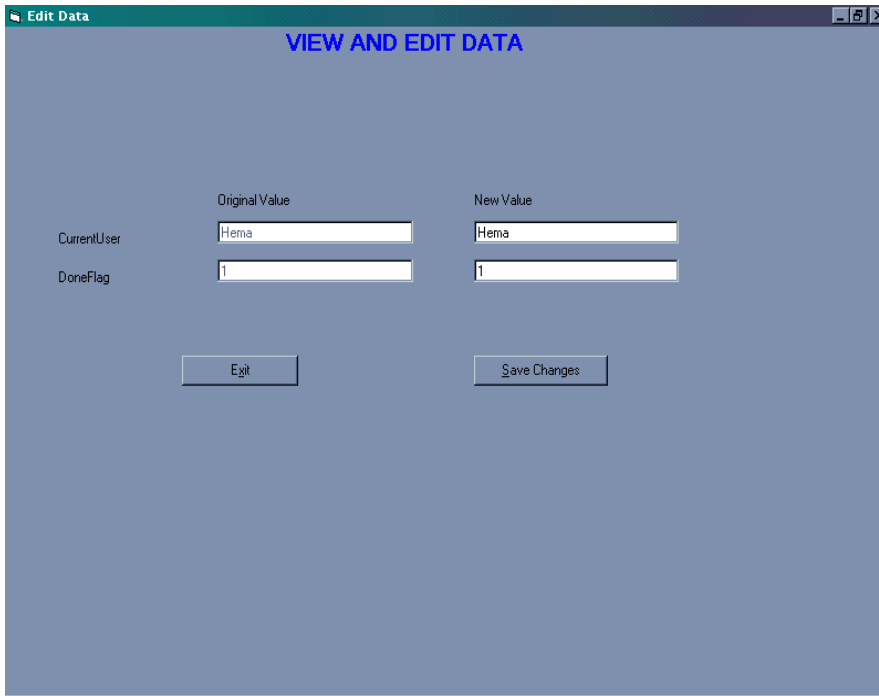 Edit Data
VIEW AND EDIT DATA
Original Value New Value
CurrentUser Hema Hema
DoneFlag 1 1
Exit Save Changes